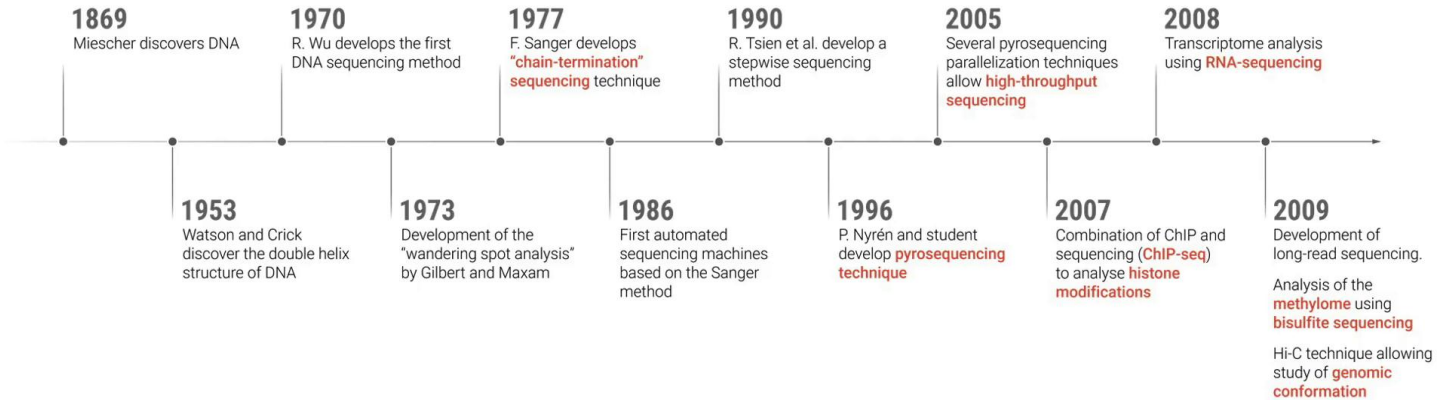 1869
Miescher discovers DNA
1953
Watson and Crick
discover the double helix
structure of DNA
1970
R. Wu develops the first
DNA sequencing method
1973
Development of the
"wandering spot analysis"
by Gilbert and Maxam
1977
F. Sanger develops
"chain-termination"
sequencing technique
1986
First automated
sequencing machines
based on the Sanger
method
1990
R. Tsien et al. develop a
stepwise sequencing
method
1996
P. Nyrén and student
develop pyrosequencing
technique
2005
Several pyrosequencing
parallelization techniques
allow high-throughput
sequencing
2007
Combination of ChIP and
sequencing (ChIP-seq)
to analyse histone
modifications
2008
Transcriptome analysis
using RNA-sequencing
2009
Development of
long-read sequencing.
Analysis of the
methylome using
bisulfite sequencing
Hi-C technique allowing
study of genomic
conformation